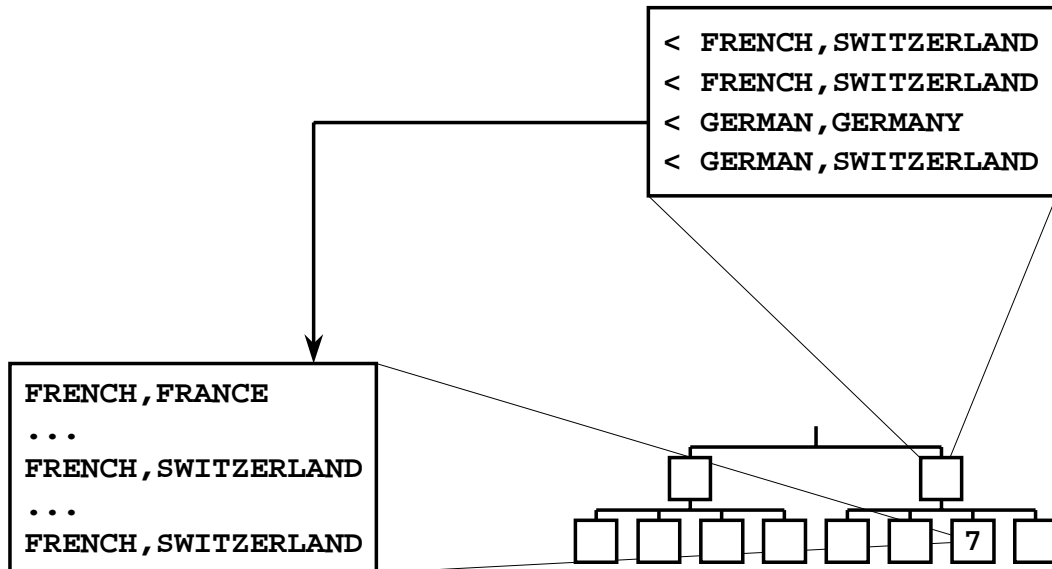 < FRENCH,SWITZERLAND
< FRENCH,SWITZERLAND
< GERMAN,GERMANY
< GERMAN,SWITZERLAND
FRENCH,FRANCE
...
FRENCH,SWITZERLAND
...
FRENCH,SWITZERLAND
7